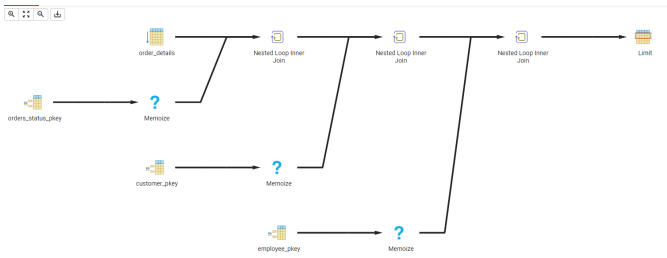 order_details
Nested Loop Inner
Join
Nested Loop Inner
Join
Nested Loop Inner
Join
Limit
orders_status_pkey
?
Memoize
customer_pkey
?
Memoize
employee_pkey
?
Memoize